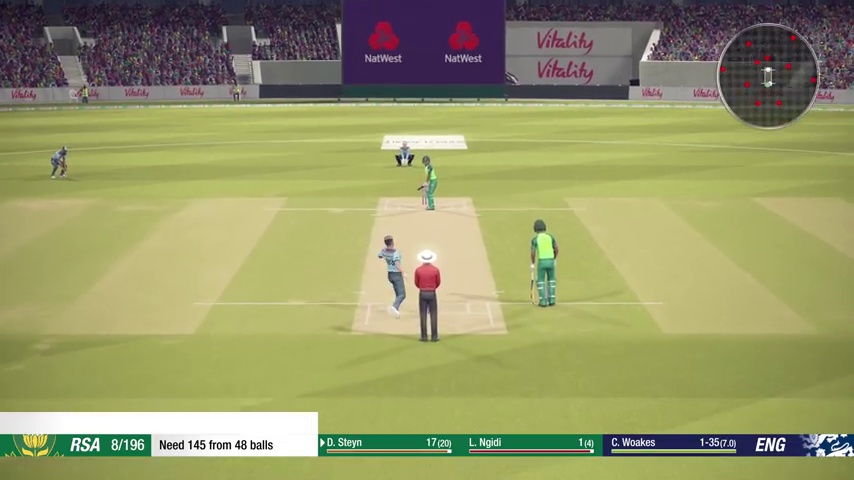 NatWest NatWest
Vitality
Vitality
Vitality Vitality Vitality Vitality Vitality
RSA 8/196 Need 145 from 48 balls D. Steyn 17(20) L. Ngidi 1(4) C. Woakes 1-35(7.0) ENG